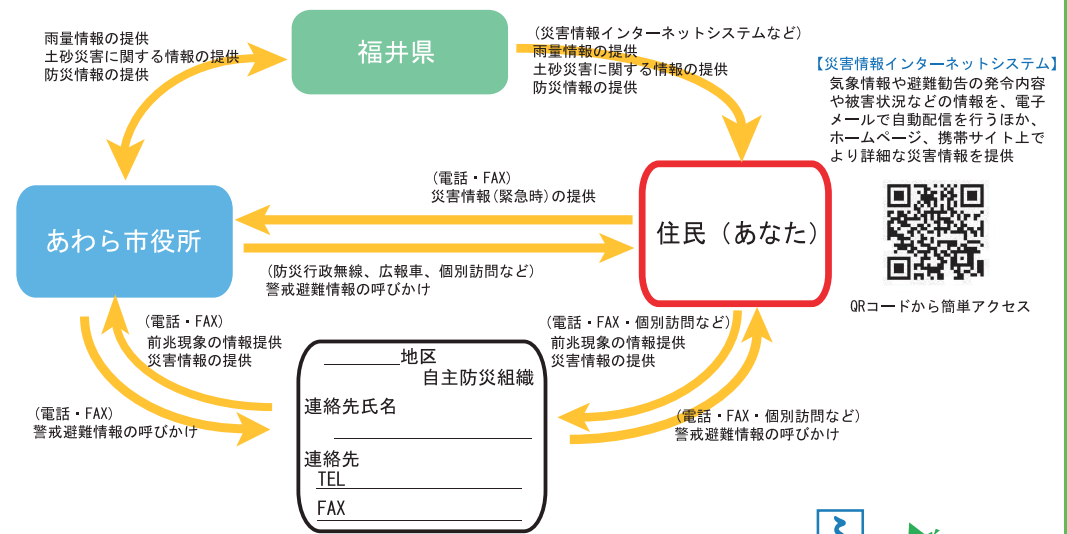 雨量情報の提供
土砂災害に関する情報の提供
防災情報の提供
福井県
(災害情報インターネットシステムなど)
雨量情報の提供
土砂災害に関する情報の提供
防災情報の提供
【災害情報インターネットシステム】
気象情報や避難勧告の発令内容
や被害状況などの情報を、電子
メールで自動配信を行うほか、
ホームページ、携帯サイト上で
より詳細な災害情報を提供
QRコードから簡単アクセス
(電話・FAX)
災害情報(緊急時)の提供
あわら市役所
住民（あなた）
(防災行政無線、広報車、個別訪問など)
警戒避難情報の呼びかけ
(電話・FAX)
前兆現象の情報提供
災害情報の提供
(電話・FAX・個別訪問など)
前兆現象の情報提供
災害情報の提供
(電話・FAX)
警戒避難情報の呼びかけ
地区
自主防災組織
連絡先氏名
連絡先
TEL
FAX
(電話・FAX・個別訪問など)
警戒避難情報の呼びかけ